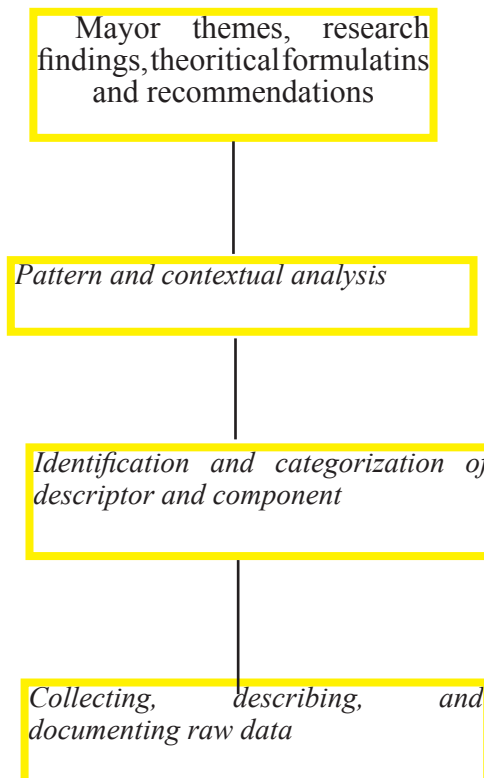 Mayor themes, research
findings, theoritical formulatins
and recommendations
Pattern and contextual analysis
Identification and categorization of
descriptor and component
Collecting, describing, and
documenting raw data